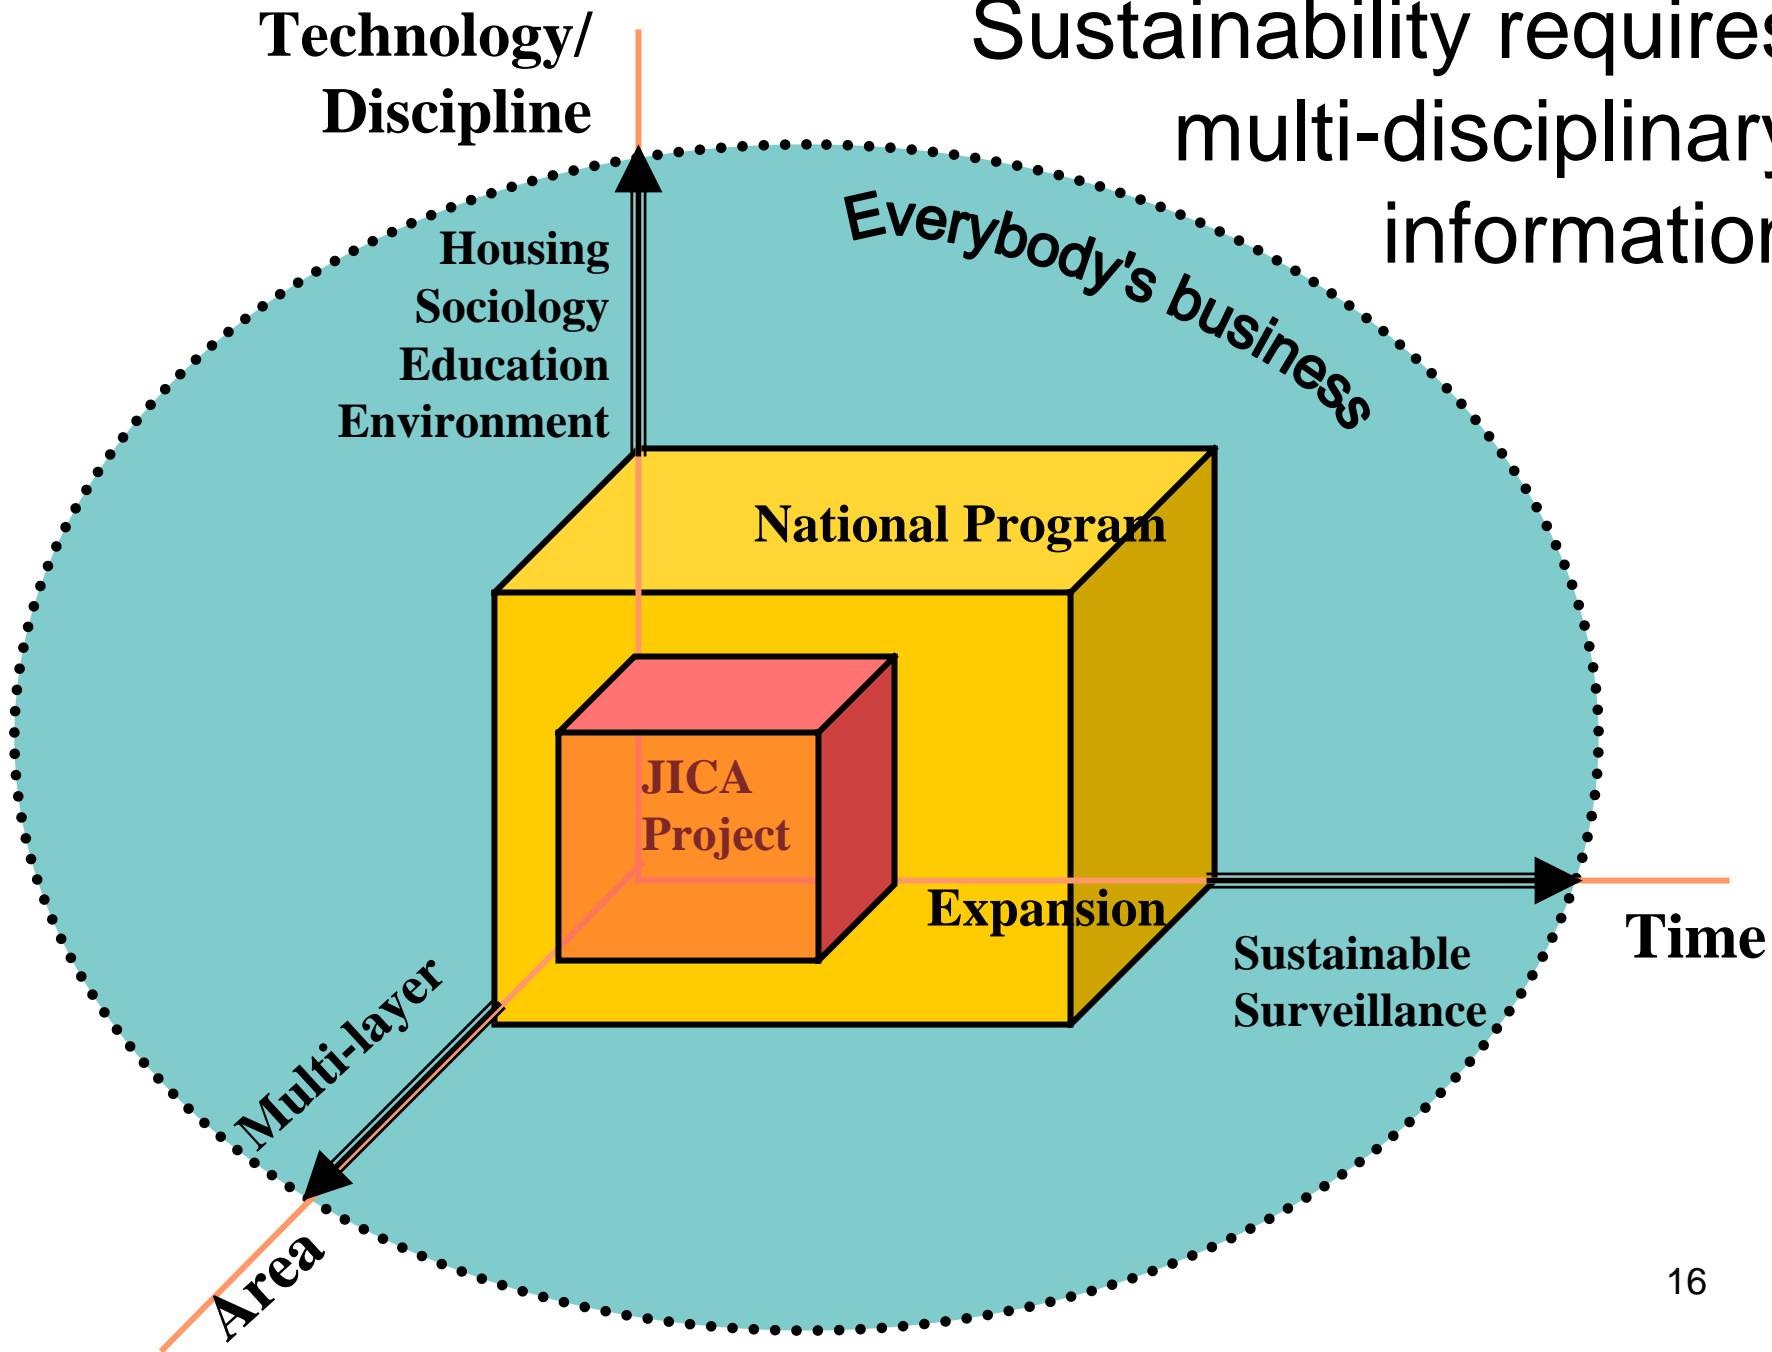 Technology/
Discipline
Sustainability requires
multi-disciplinary
information
Everybody's business
Housing
Sociology
Education
Environment
National Program
JICA
Project
Expansion
Time
Sustainable
Surveillance
Multi-layer
Area
16